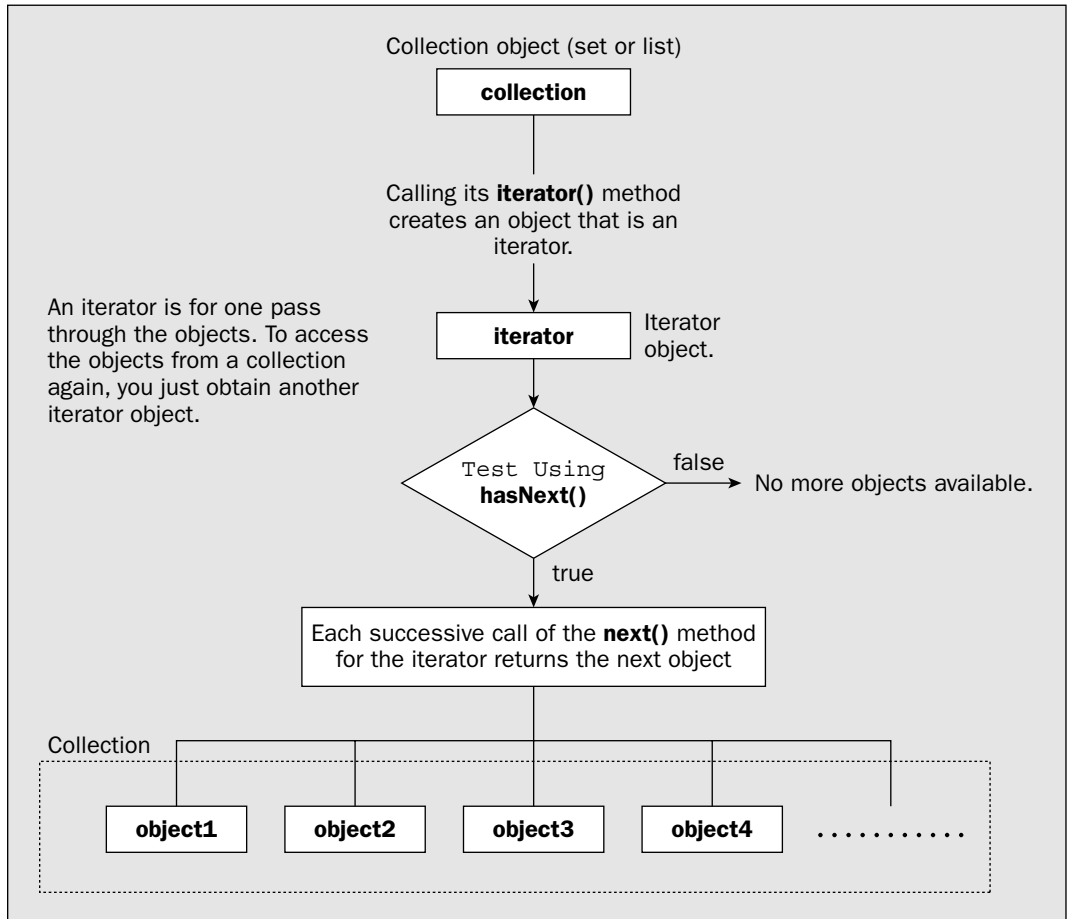 Collection object (set or list)
collection
Calling its iterator() method
creates an object that is an
iterator.
An iterator is for one pass
through the objects. To access
the objects from a collection
again, you just obtain another
iterator object.
iterator
Iterator
object.
Test Using
hasNext()
false
No more objects available.
true
Each successive call of the next() method
for the iterator returns the next object
Collection
object1
object2
object3
object4
...........